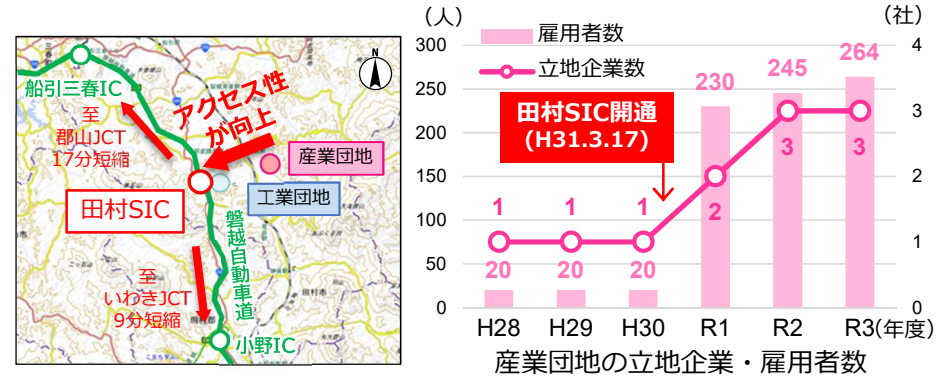 N
船引三春IC
至
郡山JCT
17分短縮
アクセス性
が向上
産業団地
工業団地
田村SIC
磐越自動車道
至
いわきJCT
9分短縮
小野IC
(人)
(社)
300
250
200
150
100
50
0
4
3
2
1
0
雇用者数
立地企業数
田村SIC開通
(H31.3.17)
230
245
264
1
1
1
2
3
3
20
20
20
H28
H29
H30
R1
R2
R3(年度)
産業団地の立地企業・雇用者数